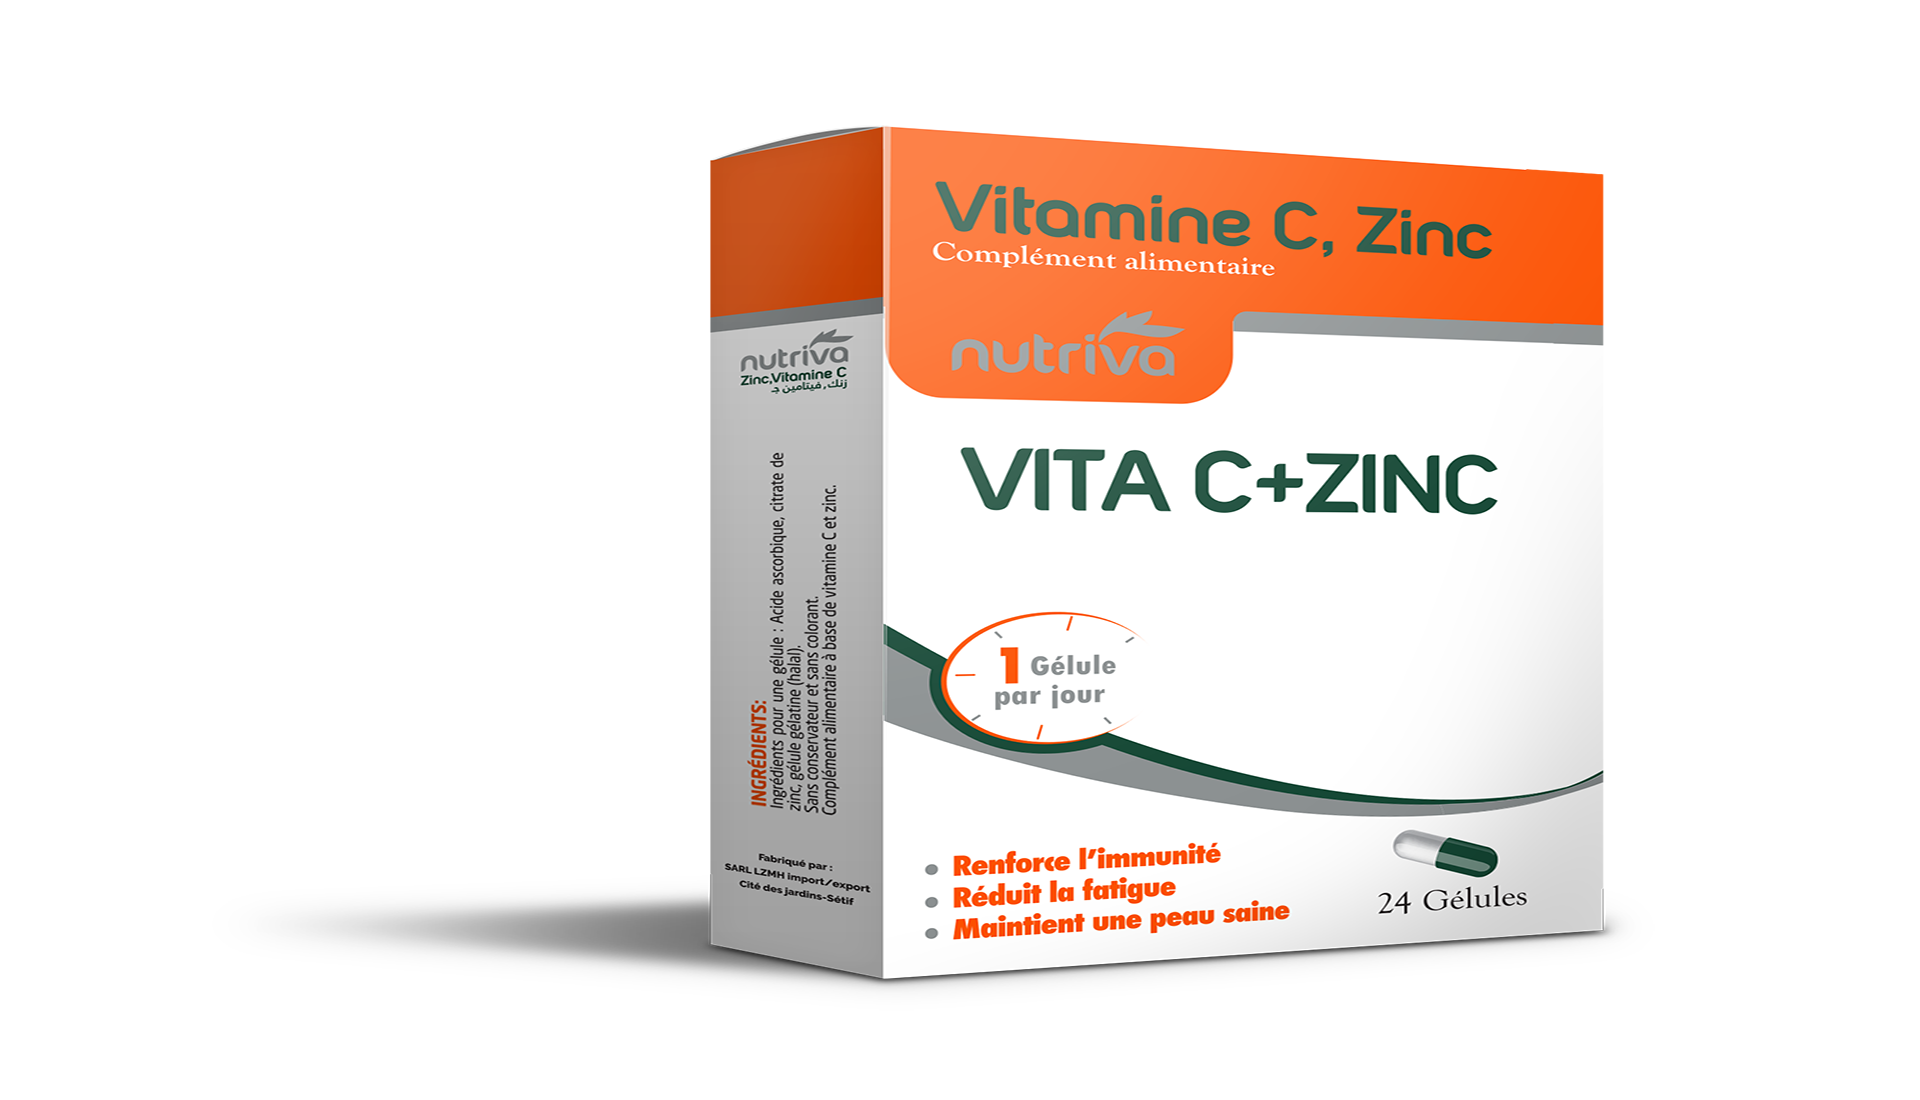 Vitamine C, Zinc
Complément alimentaire
nutriva
VITA C+ZINC
1 Gélule
par jour
Renforce l'immunité
Réduit la fatigue
Maintient une peau saine
24 Gélules
nutriva
Zinc,Vitamine C
زنك, فيتامين ج
INGRÉDIENTS:
Ingrédients pour une gélule : Acide ascorbique, citrate de
zinc, gélule gélatine (halal).
Sans conservateur et sans colorant.
Complément alimentaire à base de vitamine C et zinc.
Fabriqué par :
SARL LZMH import/export
Cité des jardins-Sétif